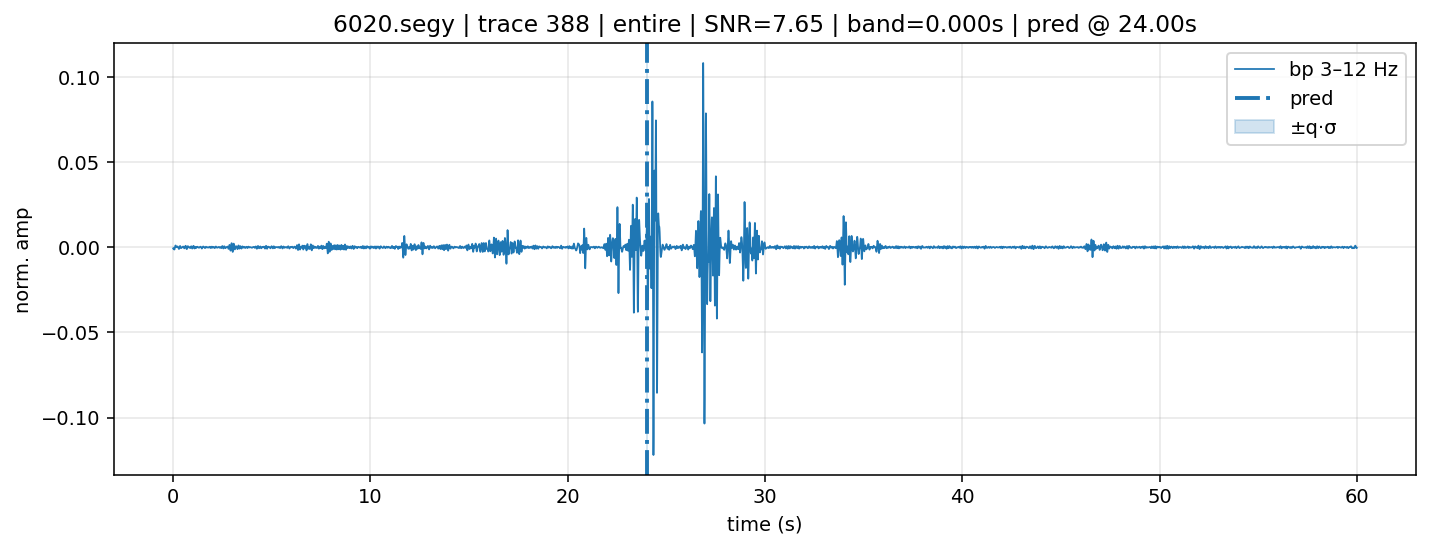 6020.segy | trace 388 | entire | SNR=7.65 | band=0.000s | pred @ 24.00s
bp 3–12 Hz
pred
±q·σ
norm. amp
0.10
0.05
0.00
−0.05
−0.10
0 10 20 30 40 50 60
time (s)